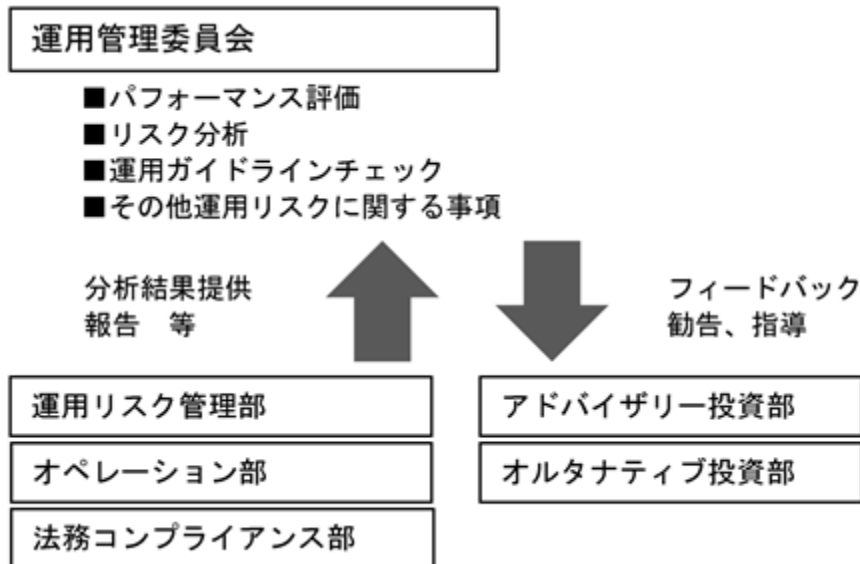 運用管理委員会
■パフォーマンス評価
■リスク分析
■運用ガイドラインチェック
■その他運用リスクに関する事項
分析結果提供
報告　等
フィードバック
勧告、指導
運用リスク管理部
オペレーション部
法務コンプライアンス部
アドバイザリー投資部
オルタナティブ投資部